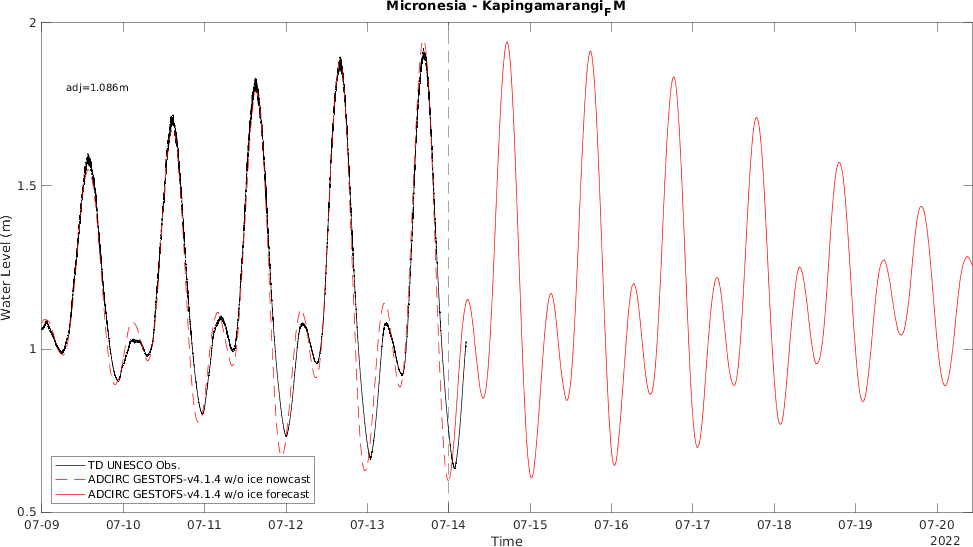 Micronesia - Kapingamarangi_FM
2
adj=1.086m
1.5
Water Level (m)
1
TD UNESCO Obs.
ADCIRC GESTOFS-v4.1.4 w/o ice nowcast
ADCIRC GESTOFS-v4.1.4 w/o ice forecast
0.5
07-09 07-10 07-11 07-12 07-13 07-14 07-15 07-16 07-17 07-18 07-19 07-20
Time 2022